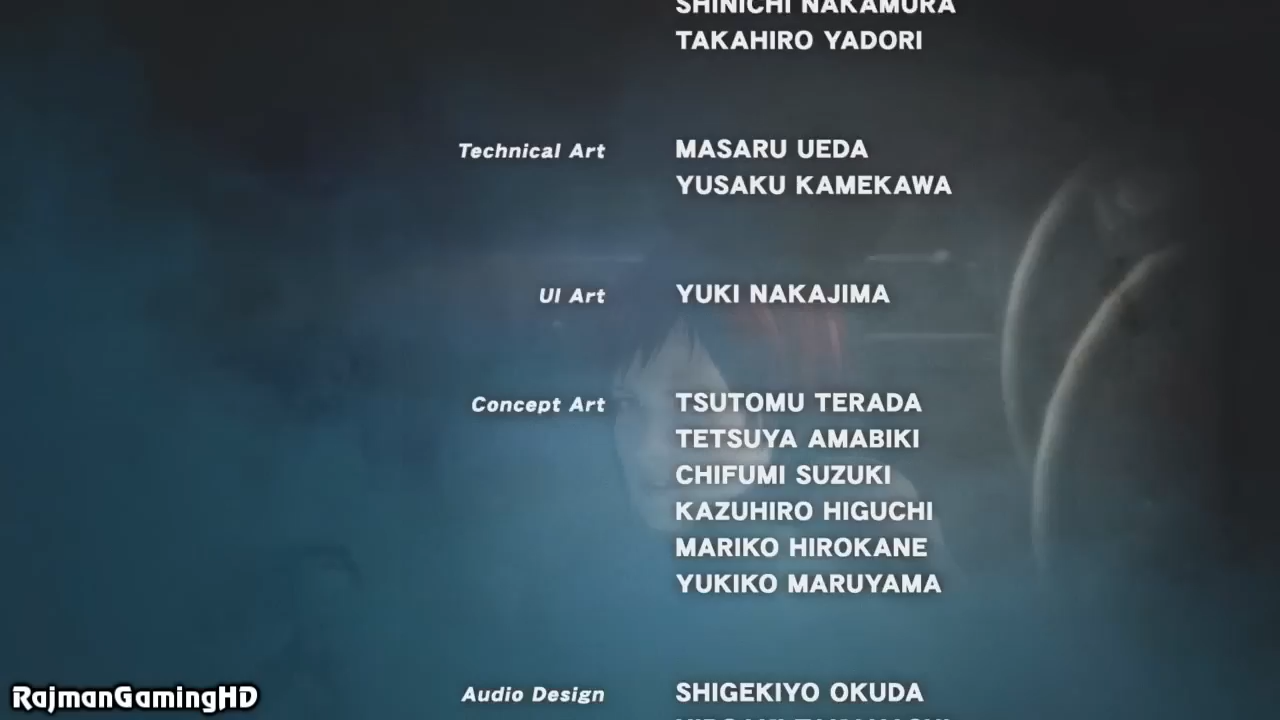 SHINICHI NAKAMURA
TAKAHIRO YADORI
Technical Art MASARU UEDA
YUSAKU KAMEKAWA
UI Art YUKI NAKAJIMA
Concept Art TSUTOMU TERADA
TETSUYA AMABIKI
CHIFUMI SUZUKI
KAZUHIRO HIGUCHI
MARIKO HIROKANE
YUKIKO MARUYAMA
Audio Design SHIGEKIYO OKUDA
RajmanGamingHD